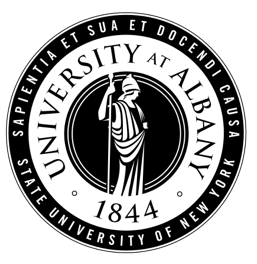 SAPIENTIA ET SUA ET DOCENDI CAUSA
UNIVERSITY AT ALBANY
1844
STATE UNIVERSITY OF NEW YORK